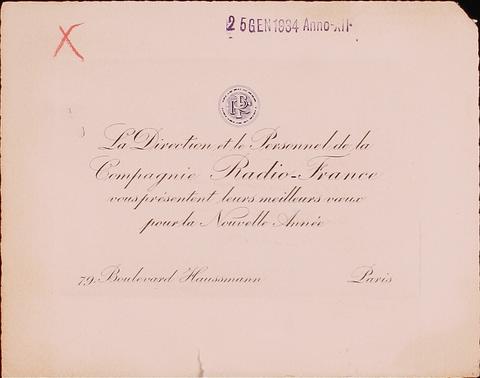 25 GEN 1934 Anno XII
La Direction et le Personnel de la
Compagnie Radio-France
vous présentent leurs meilleurs vœux
pour la Nouvelle Année
79, Boulevard Haussmann Paris